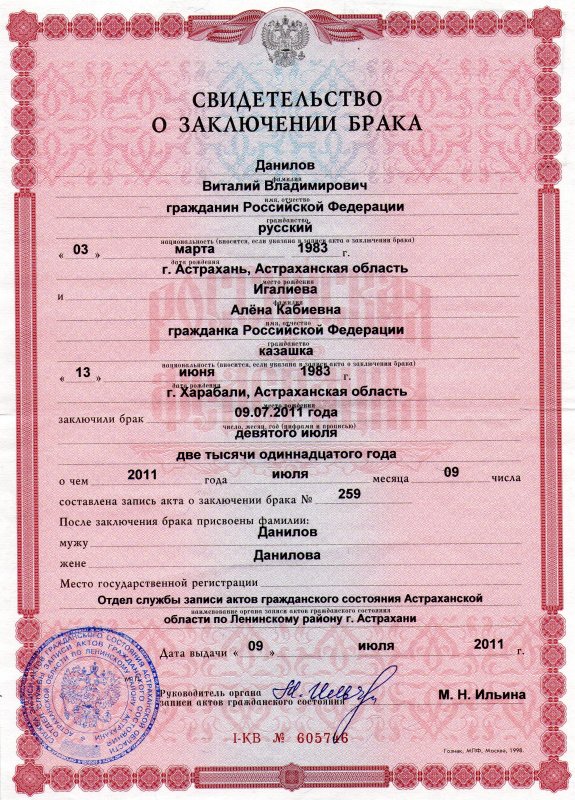 СВИДЕТЕЛЬСТВО
О ЗАКЛЮЧЕНИИ БРАКА
Данилов
фамилия
Виталий Владимирович
имя, отчество
гражданин Российской Федерации
гражданство
русский
национальность (вносится, если указана в записи акта о заключении брака)
« 03 » марта 1983 г.
дата рождения
г. Астрахань, Астраханская область
место рождения
и Игалиева
фамилия
Алёна Кабиевна
имя, отчество
гражданка Российской Федерации
гражданство
казашка
национальность (вносится, если указана в записи акта о заключении брака)
« 13 » июня 1983 г.
дата рождения
г. Харабали, Астраханская область
место рождения
заключили брак 09.07.2011 года
число, месяц, год (цифрами и прописью)
девятого июля
две тысячи одиннадцатого года
о чем 2011 года июля месяца 09 числа
составлена запись акта о заключении брака № 259
После заключения брака присвоены фамилии:
мужу Данилов
жене Данилова
Место государственной регистрации
Отдел службы записи актов гражданского состояния Астраханской
наименование органа записи актов гражданского состояния
области по Ленинскому району г. Астрахани
Дата выдачи « 09 » июля 2011 г.
Руководитель органа
записи актов гражданского состояния М. Н. Ильина
I-КВ № 605746
Гознак, МПФ, Москва, 1998.
РОССИЙСКАЯ
ФЕДЕРАЦИЯ